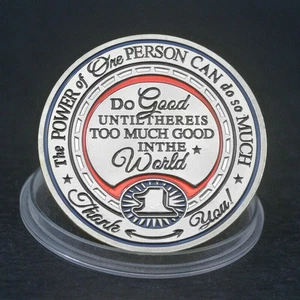 The POWER of One PERSON CAN do so MUCH
Do Good
UNTIL THERE IS
TOO MUCH GOOD
IN THE
World
Thank You!